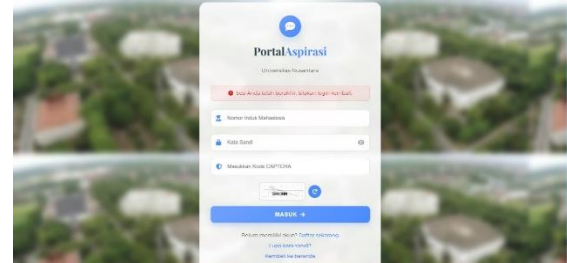 PortalAspirasi
Universitas Nusantara
Sesi Anda telah berakhir, silakan login kembali.
Nomor Induk Mahasiswa
Kata Sandi
Masukkan Kode CAPTCHA
MASUK →
Belum memiliki akun? Daftar sekarang
Lupa kata sandi?
Kembali ke beranda